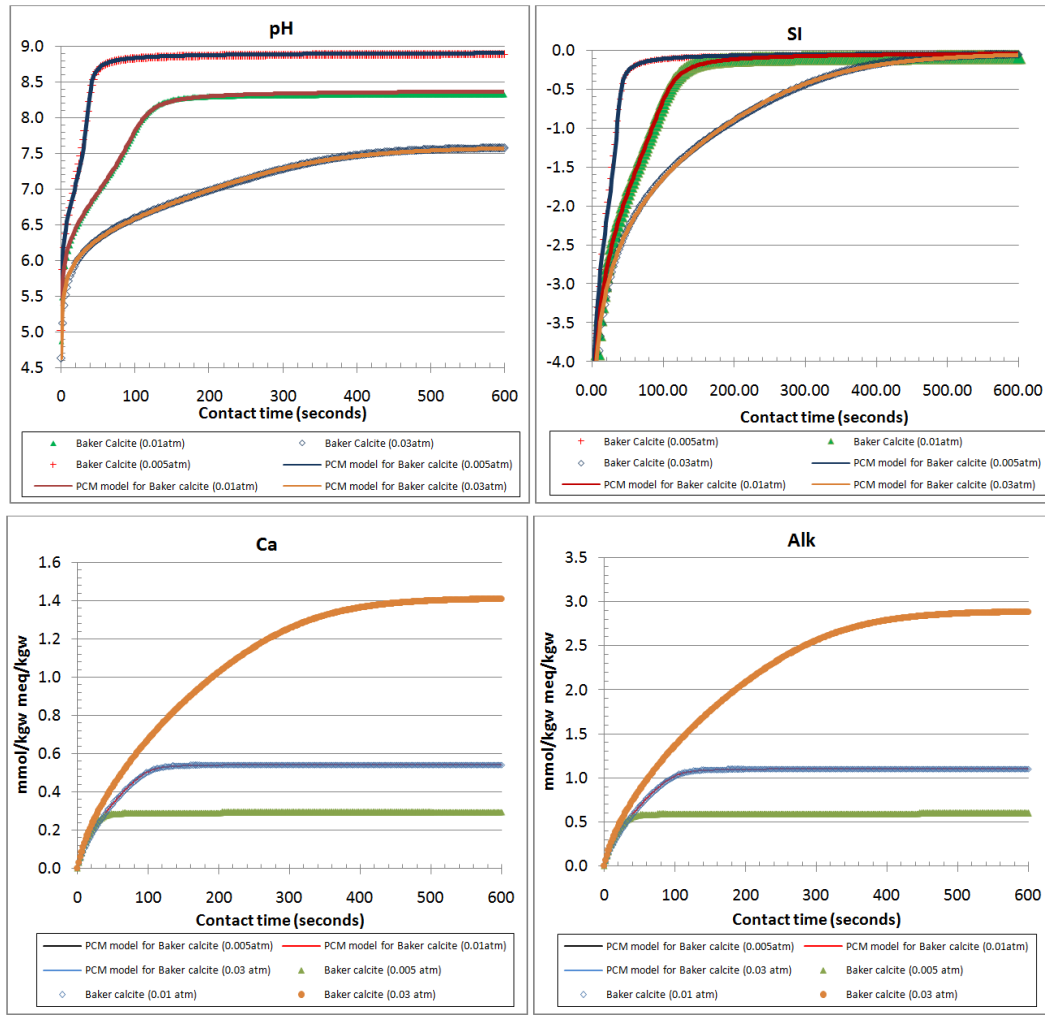 pH
9.0
8.5
8.0
7.5
7.0
6.5
6.0
5.5
5.0
4.5
0 100 200 300 400 500 600
Contact time (seconds)
Baker Calcite (0.01atm) Baker Calcite (0.03atm)
Baker Calcite (0.005atm) PCM model for Baker calcite (0.005atm)
PCM model for Baker calcite (0.01atm) PCM model for Baker calcite (0.03atm)
SI
0.0
-0.5
-1.0
-1.5
-2.0
-2.5
-3.0
-3.5
-4.0
0.00 100.00 200.00 300.00 400.00 500.00 600.00
Contact time (seconds)
Baker Calcite (0.005atm) Baker Calcite (0.01atm)
Baker Calcite (0.03atm) PCM model for Baker calcite (0.005atm)
PCM model for Baker calcite (0.01atm) PCM model for Baker calcite (0.03atm)
Ca
mmol/kgw meq/kgw
1.6
1.4
1.2
1.0
0.8
0.6
0.4
0.2
0.0
0 100 200 300 400 500 600
Contact time (seconds)
PCM model for Baker calcite (0.005atm) PCM model for Baker calcite (0.01atm)
PCM model for Baker calcite (0.03 atm) Baker calcite (0.005 atm)
Baker calcite (0.01 atm) Baker calcite (0.03 atm)
Alk
mmol/kgw meq/kgw
3.5
3.0
2.5
2.0
1.5
1.0
0.5
0.0
0 100 200 300 400 500 600
Contact time (seconds)
PCM model for Baker calcite (0.005atm) PCM model for Baker calcite (0.01atm)
PCM model for Baker calcite (0.03 atm) Baker calcite (0.005 atm)
Baker calcite (0.01 atm) Baker calcite (0.03 atm)